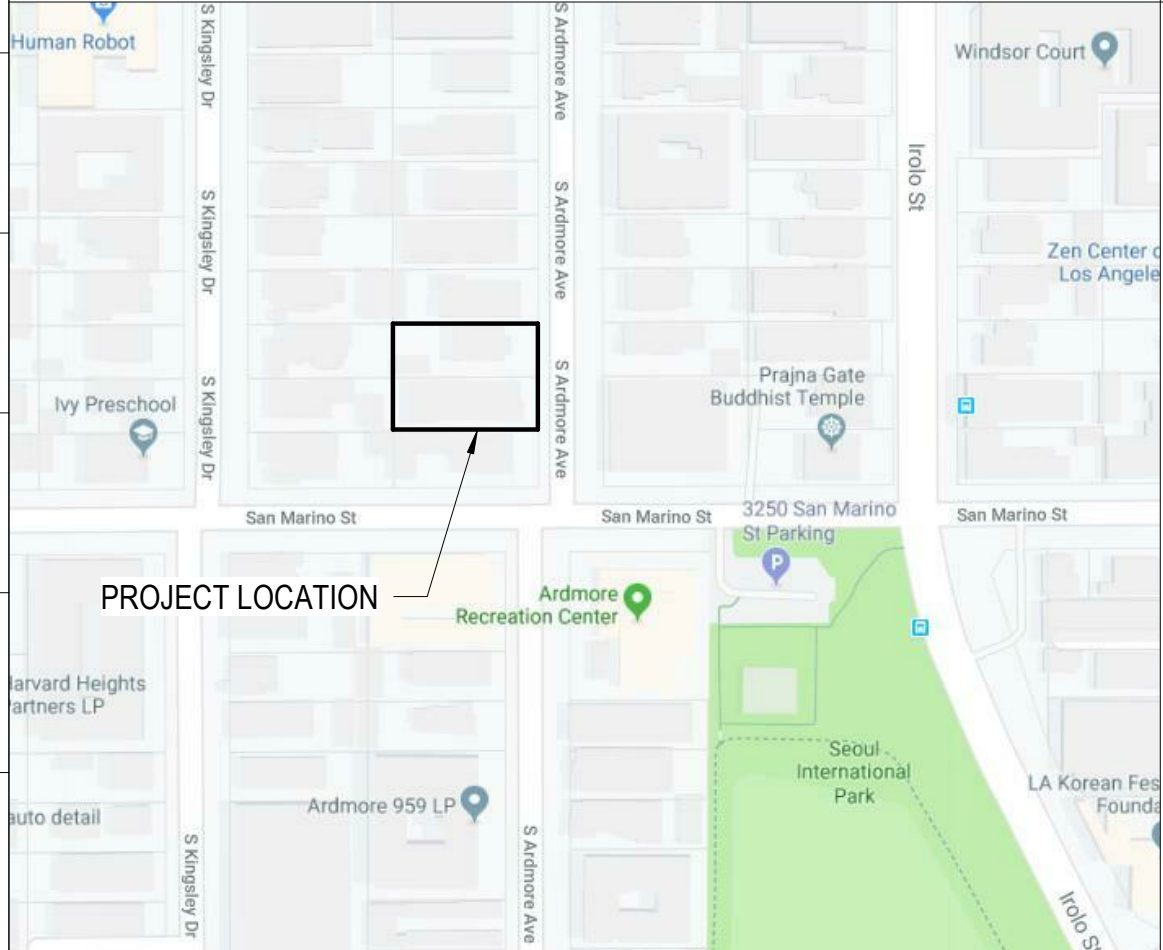 Human Robot
S Kingsley Dr
S Ardmore Ave
Windsor Court
Irolo St
S Kingsley Dr
S Ardmore Ave
Zen Center o
Los Angele
S Kingsley Dr
S Ardmore Ave
Ivy Preschool
Prajna Gate
Buddhist Temple
San Marino St
San Marino St
3250 San Marino
St Parking
San Marino St
P
PROJECT LOCATION
Ardmore
Recreation Center
Harvard Heights
Partners LP
Seoul
International
Park
LA Korean Fes
Founda
auto detail
Ardmore 959 LP
S Kingsley Dr
S Ardmore Ave
Irolo St